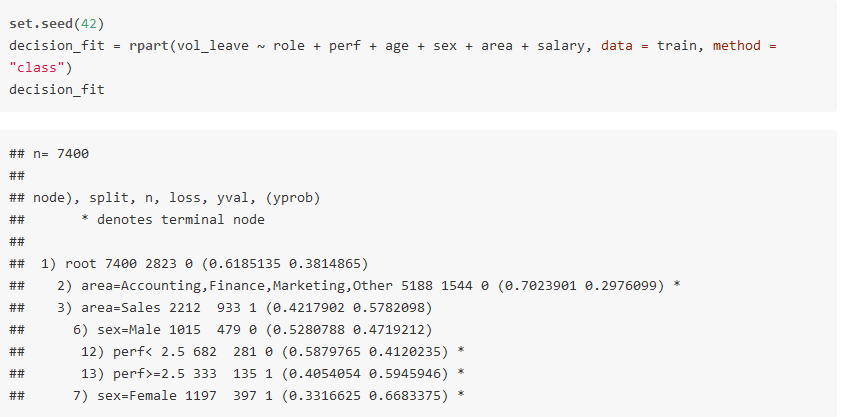 set.seed(42)
decision_fit = rpart(vol_leave ~ role + perf + age + sex + area + salary, data = train, method =
"class")
decision_fit
## n= 7400
##
## node), split, n, loss, yval, (yprob)
##       * denotes terminal node
##
##  1) root 7400 2823 0 (0.6185135 0.3814865)
##    2) area=Accounting,Finance,Marketing,Other 5188 1544 0 (0.7023901 0.2976099) *
##    3) area=Sales 2212  933 1 (0.4217902 0.5782098)
##      6) sex=Male 1015  479 0 (0.5280788 0.4719212)
##       12) perf< 2.5 682  281 0 (0.5879765 0.4120235) *
##       13) perf>=2.5 333  135 1 (0.4054054 0.5945946) *
##      7) sex=Female 1197  397 1 (0.3316625 0.6683375) *